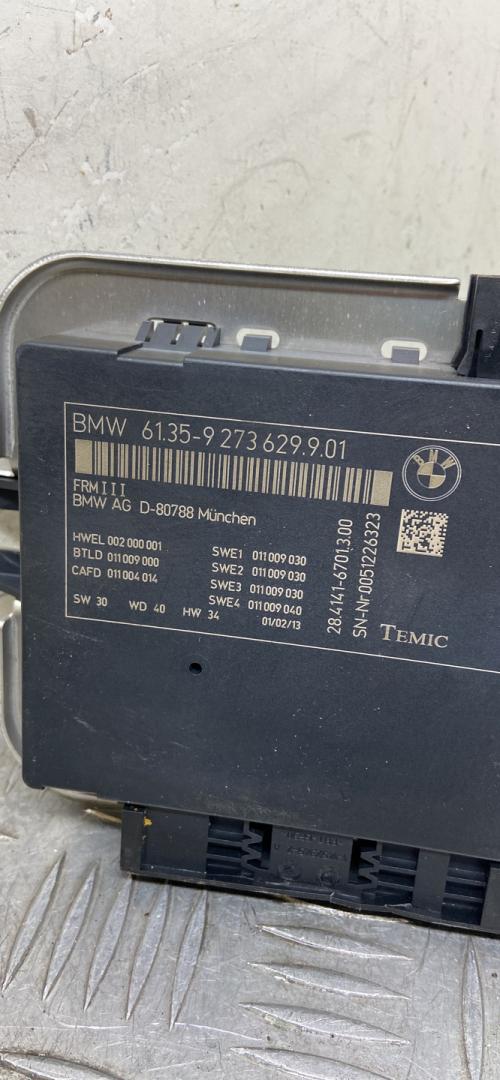 BMW 61.35-9 273 629.9.01
BMW
FRM III
BMW AG D-80788 München
HWEL 002 000 001
BTLD 011 009 000
CAFD 011 004 014
SWE1 011 009 030
SWE2 011 009 030
SWE3 011 009 030
SWE4 011 009 040
SW 30 WD 40 HW 34 01/02/13
28.4141-6701.3.00
SN-NF0051226323
TEMIC